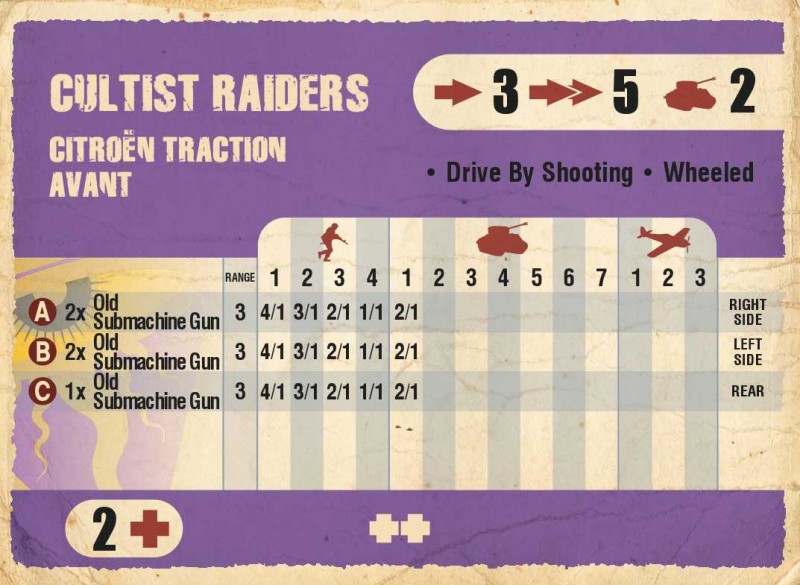 CULTIST RAIDERS
CITROËN TRACTION
AVANT
3 5 2
• Drive By Shooting • Wheeled
RANGE 1 2 3 4 1 2 3 4 5 6 7 1 2 3
A 2x Old Submachine Gun 3 4/1 3/1 2/1 1/1 2/1 RIGHT SIDE
B 2x Old Submachine Gun 3 4/1 3/1 2/1 1/1 2/1 LEFT SIDE
C 1x Old Submachine Gun 3 4/1 3/1 2/1 1/1 2/1 REAR
2